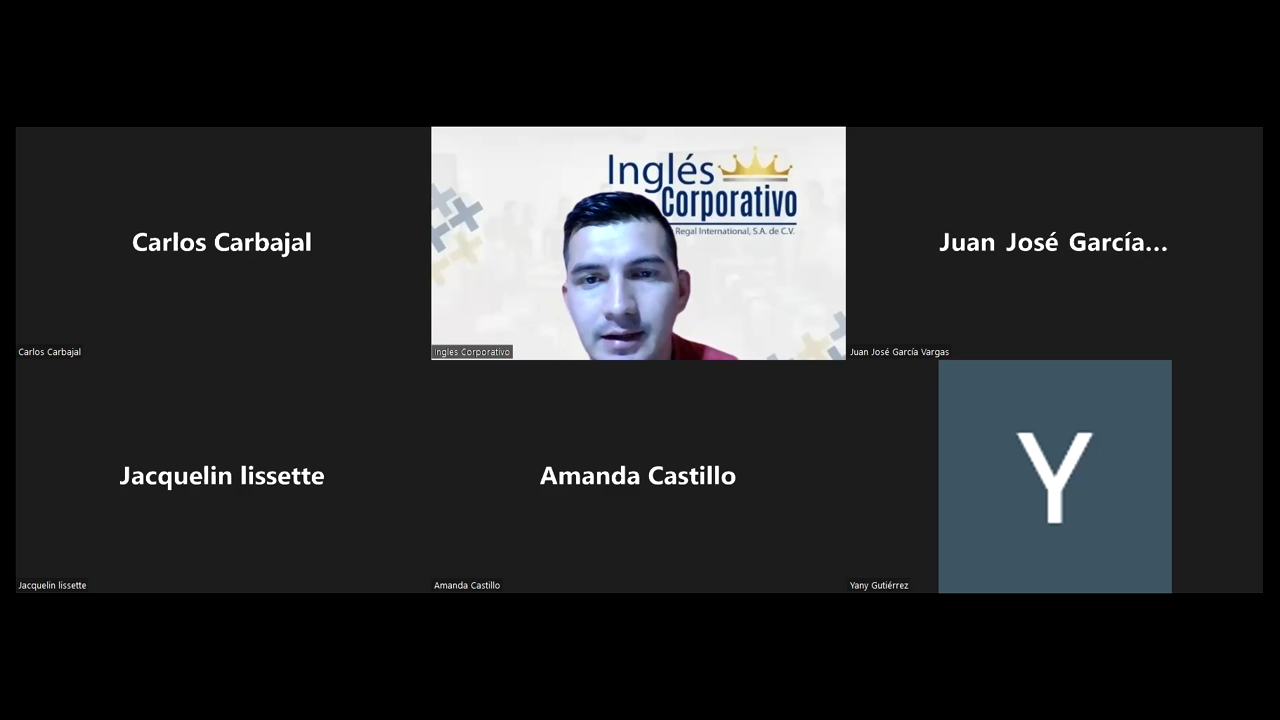 Carlos Carbajal
Carlos Carbajal
Inglés
Corporativo
Regal International, S.A. de C.V.
Ingles Corporativo
Juan José García...
Juan José García Vargas
Jacquelin lissette
Jacquelin lissette
Amanda Castillo
Amanda Castillo
Y
Yany Gutiérrez